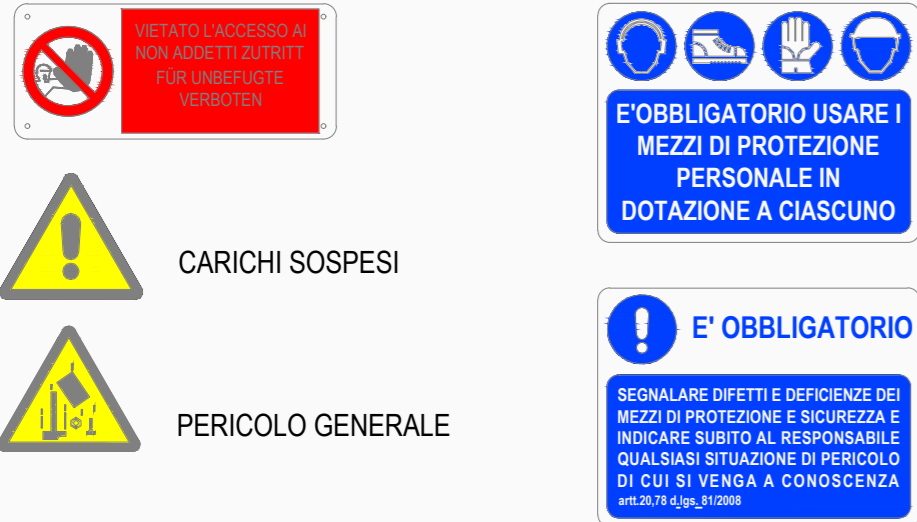 VIETATO L'ACCESSO AI
NON ADDETTI ZUTRITT
FÜR UNBEFUGTE
VERBOTEN
CARICHI SOSPESI
PERICOLO GENERALE
E'OBBLIGATORIO USARE I
MEZZI DI PROTEZIONE
PERSONALE IN
DOTAZIONE A CIASCUNO
E' OBBLIGATORIO
SEGNALARE DIFETTI E DEFICIENZE DEI
MEZZI DI PROTEZIONE E SICUREZZA E
INDICARE SUBITO AL RESPONSABILE
QUALSIASI SITUAZIONE DI PERICOLO
DI CUI SI VENGA A CONOSCENZA
artt.20,78 d.lgs. 81/2008